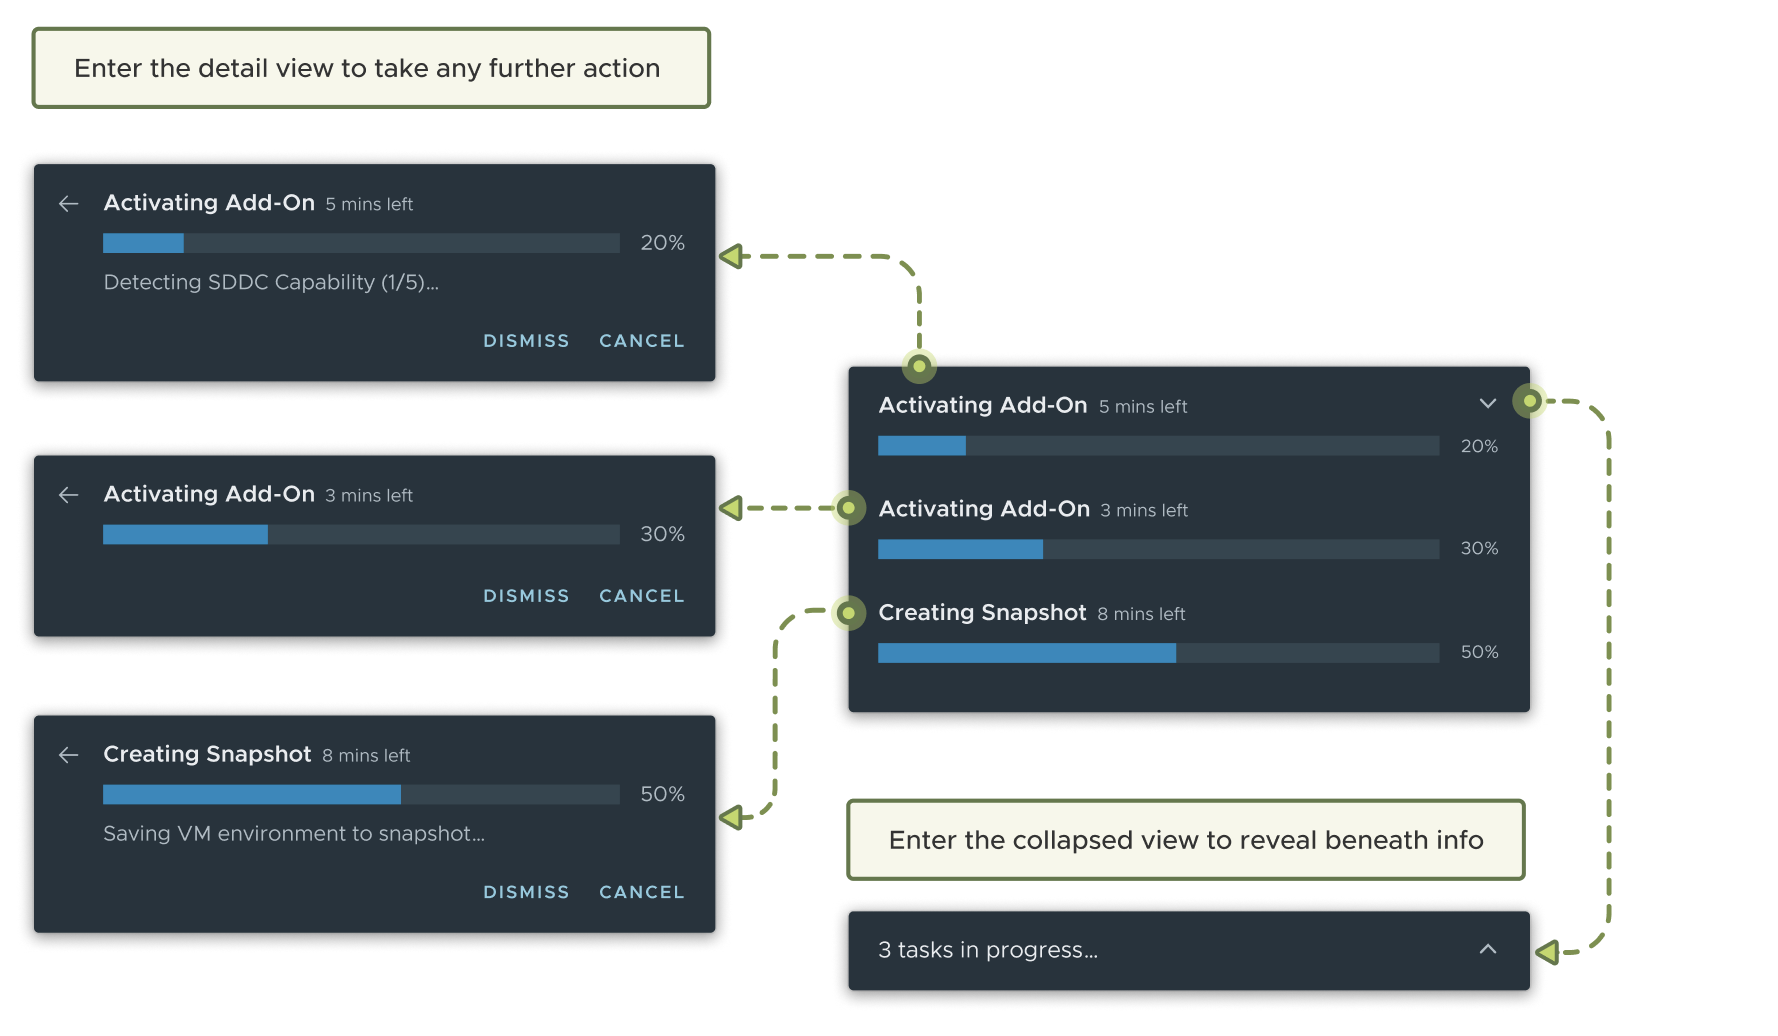 Enter the detail view to take any further action
Activating Add-On 5 mins left
20%
Detecting SDDC Capability (1/5)...
DISMISS CANCEL
Activating Add-On 3 mins left
30%
DISMISS CANCEL
Creating Snapshot 8 mins left
50%
Saving VM environment to snapshot...
DISMISS CANCEL
Activating Add-On 5 mins left
20%
Activating Add-On 3 mins left
30%
Creating Snapshot 8 mins left
50%
Enter the collapsed view to reveal beneath info
3 tasks in progress...